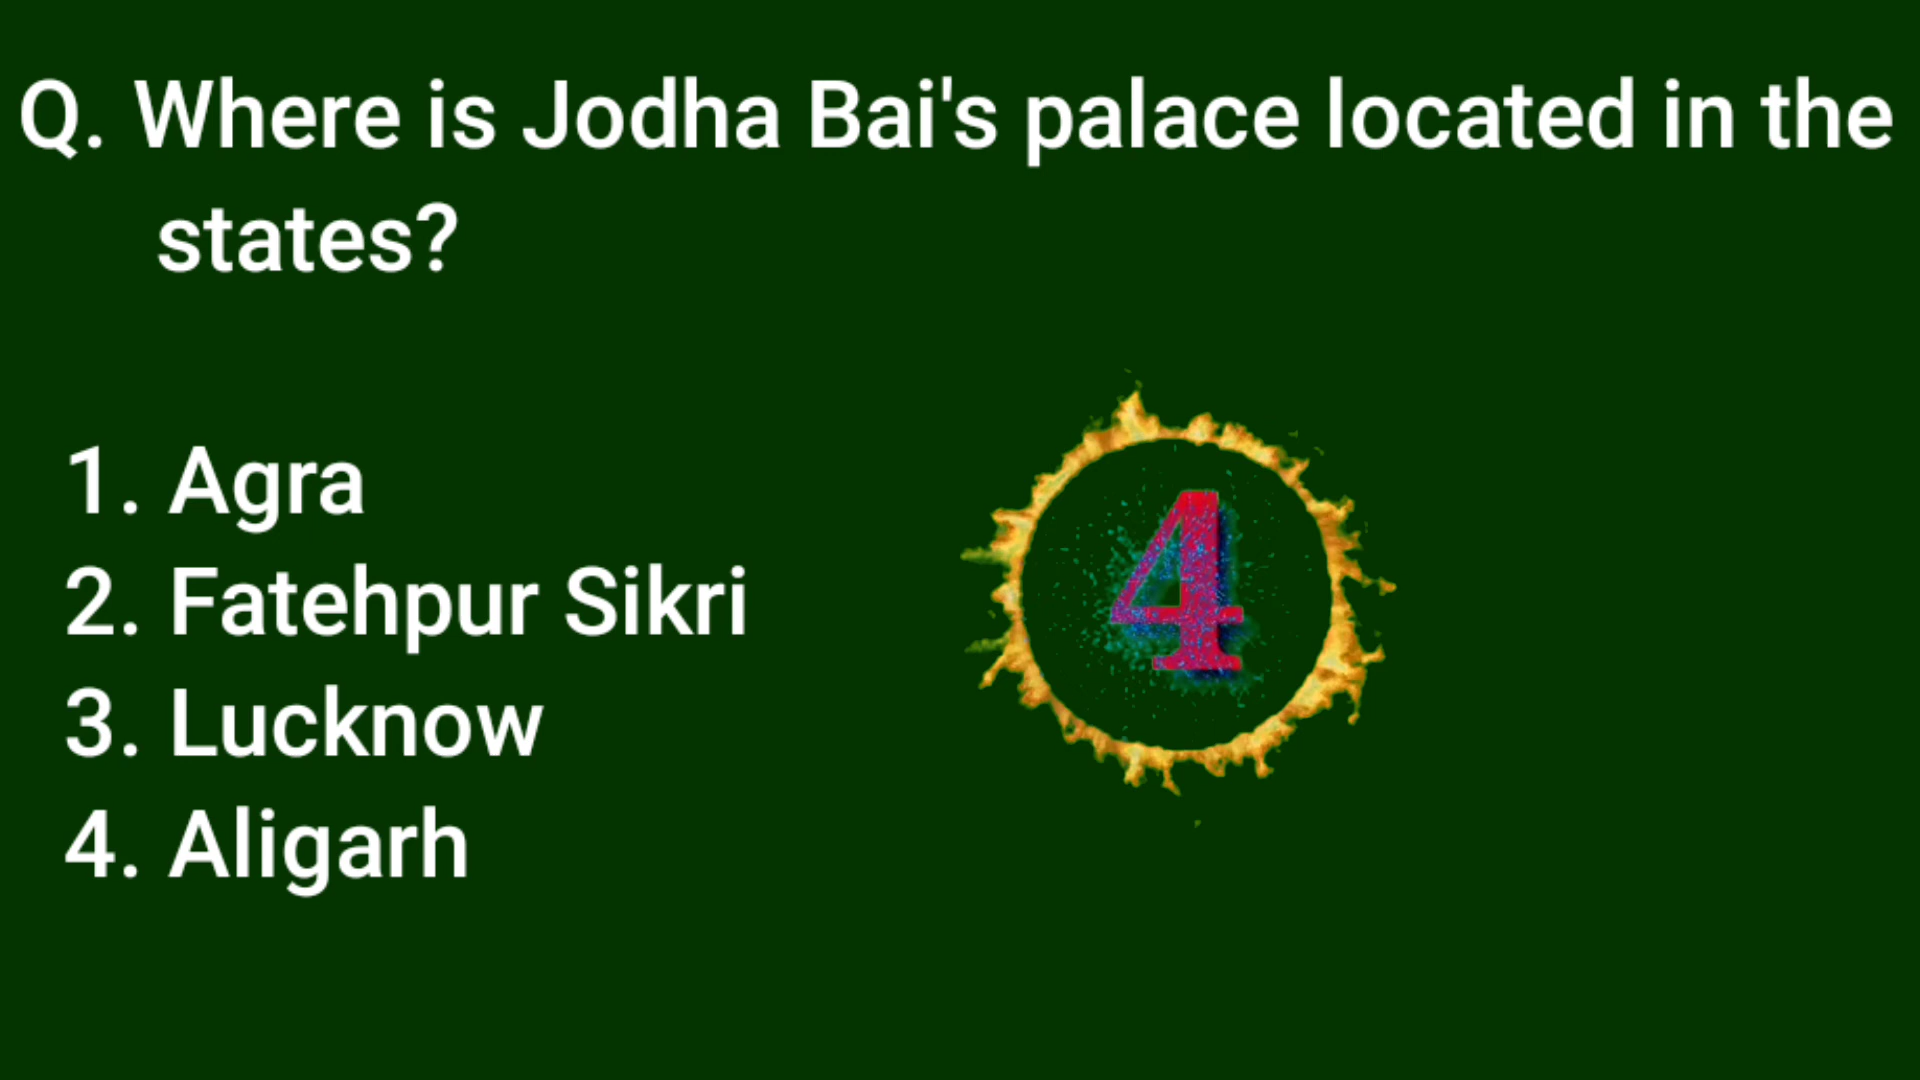 Q. Where is Jodha Bai's palace located in the
states?
1. Agra
2. Fatehpur Sikri
4
3. Lucknow
4. Aligarh